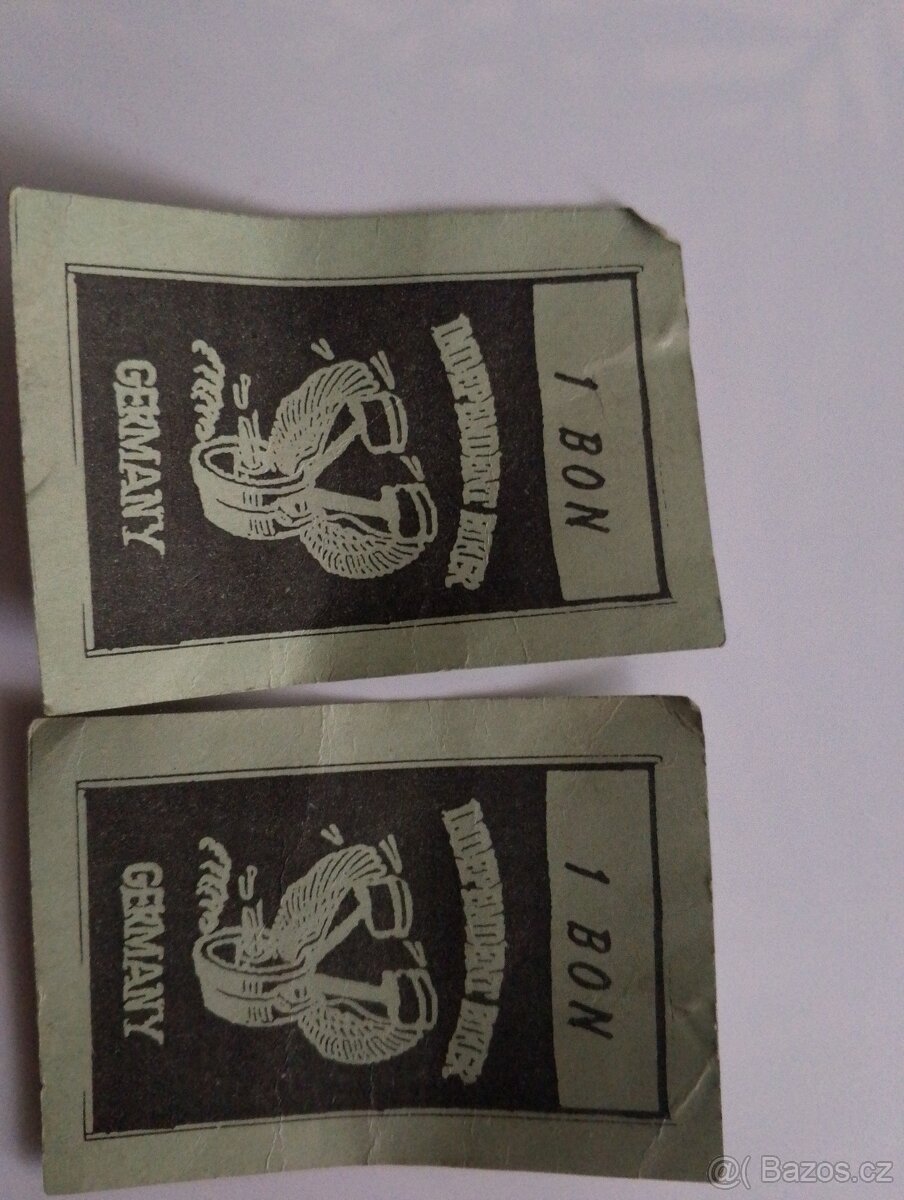 1 BON
INDEPENDENT BIKER
GERMANY
1 BON
INDEPENDENT BIKER
GERMANY
@( Bazos.cz